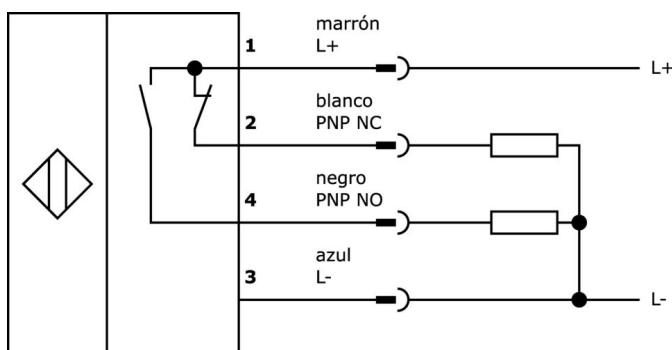 marrón
1 L+
L+
blanco
2 PNP NC
negro
4 PNP NO
azul
3 L-
L-